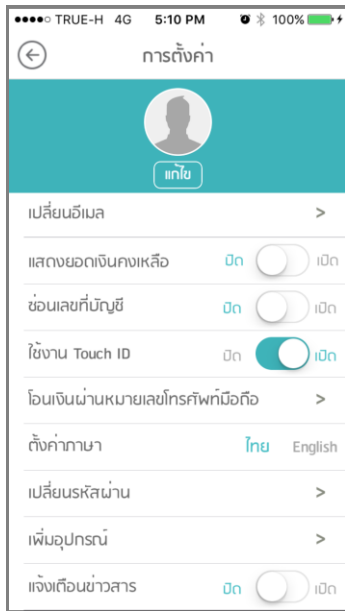 TRUE-H 4G 5:10 PM 100%
การตั้งค่า
แก้ไข
เปลี่ยนอีเมล >
แสดงยอดเงินคงเหลือ ปิด เปิด
ซ่อนเลขที่บัญชี ปิด เปิด
ใช้งาน Touch ID ปิด เปิด
โอนเงินผ่านหมายเลขโทรศัพท์มือถือ >
ตั้งค่าภาษา ไทย English
เปลี่ยนรหัสผ่าน >
เพิ่มอุปกรณ์ >
แจ้งเตือนข่าวสาร ปิด เปิด